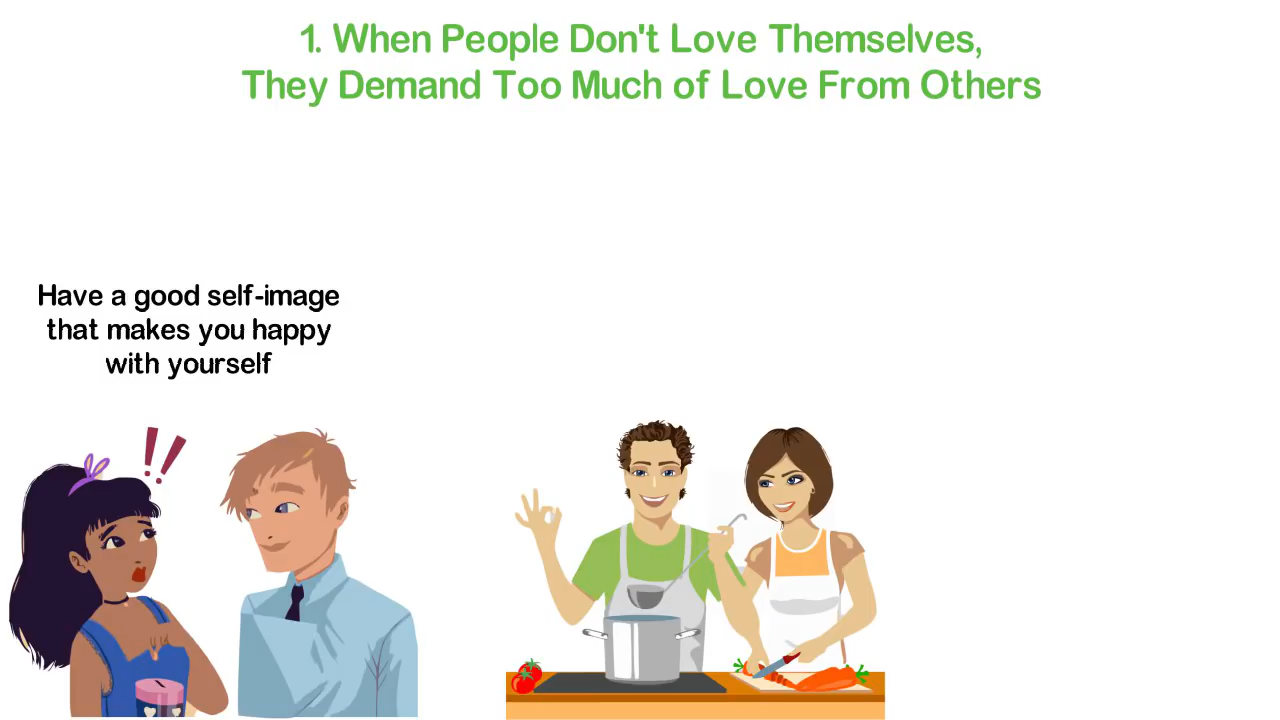 1. When People Don't Love Themselves,
They Demand Too Much of Love From Others
Have a good self-image
that makes you happy
with yourself